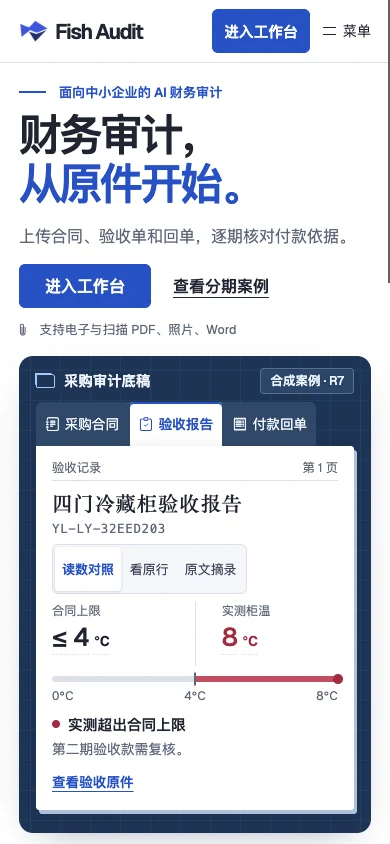 Fish Audit
进入工作台
菜单
面向中小企业的 AI 财务审计
财务审计，
从原件开始。
上传合同、验收单和回单，逐期核对付款依据。
进入工作台
查看分期案例
支持电子与扫描 PDF、照片、Word
采购审计底稿
合成案例 · R7
采购合同
验收报告
付款回单
验收记录
第 1 页
四门冷藏柜验收报告
YL-LY-32EED203
读数对照
看原行
原文摘录
合同上限
实测柜温
≤ 4 °C
8 °C
0°C
4°C
8°C
实测超出合同上限
第二期验收款需复核。
查看验收原件